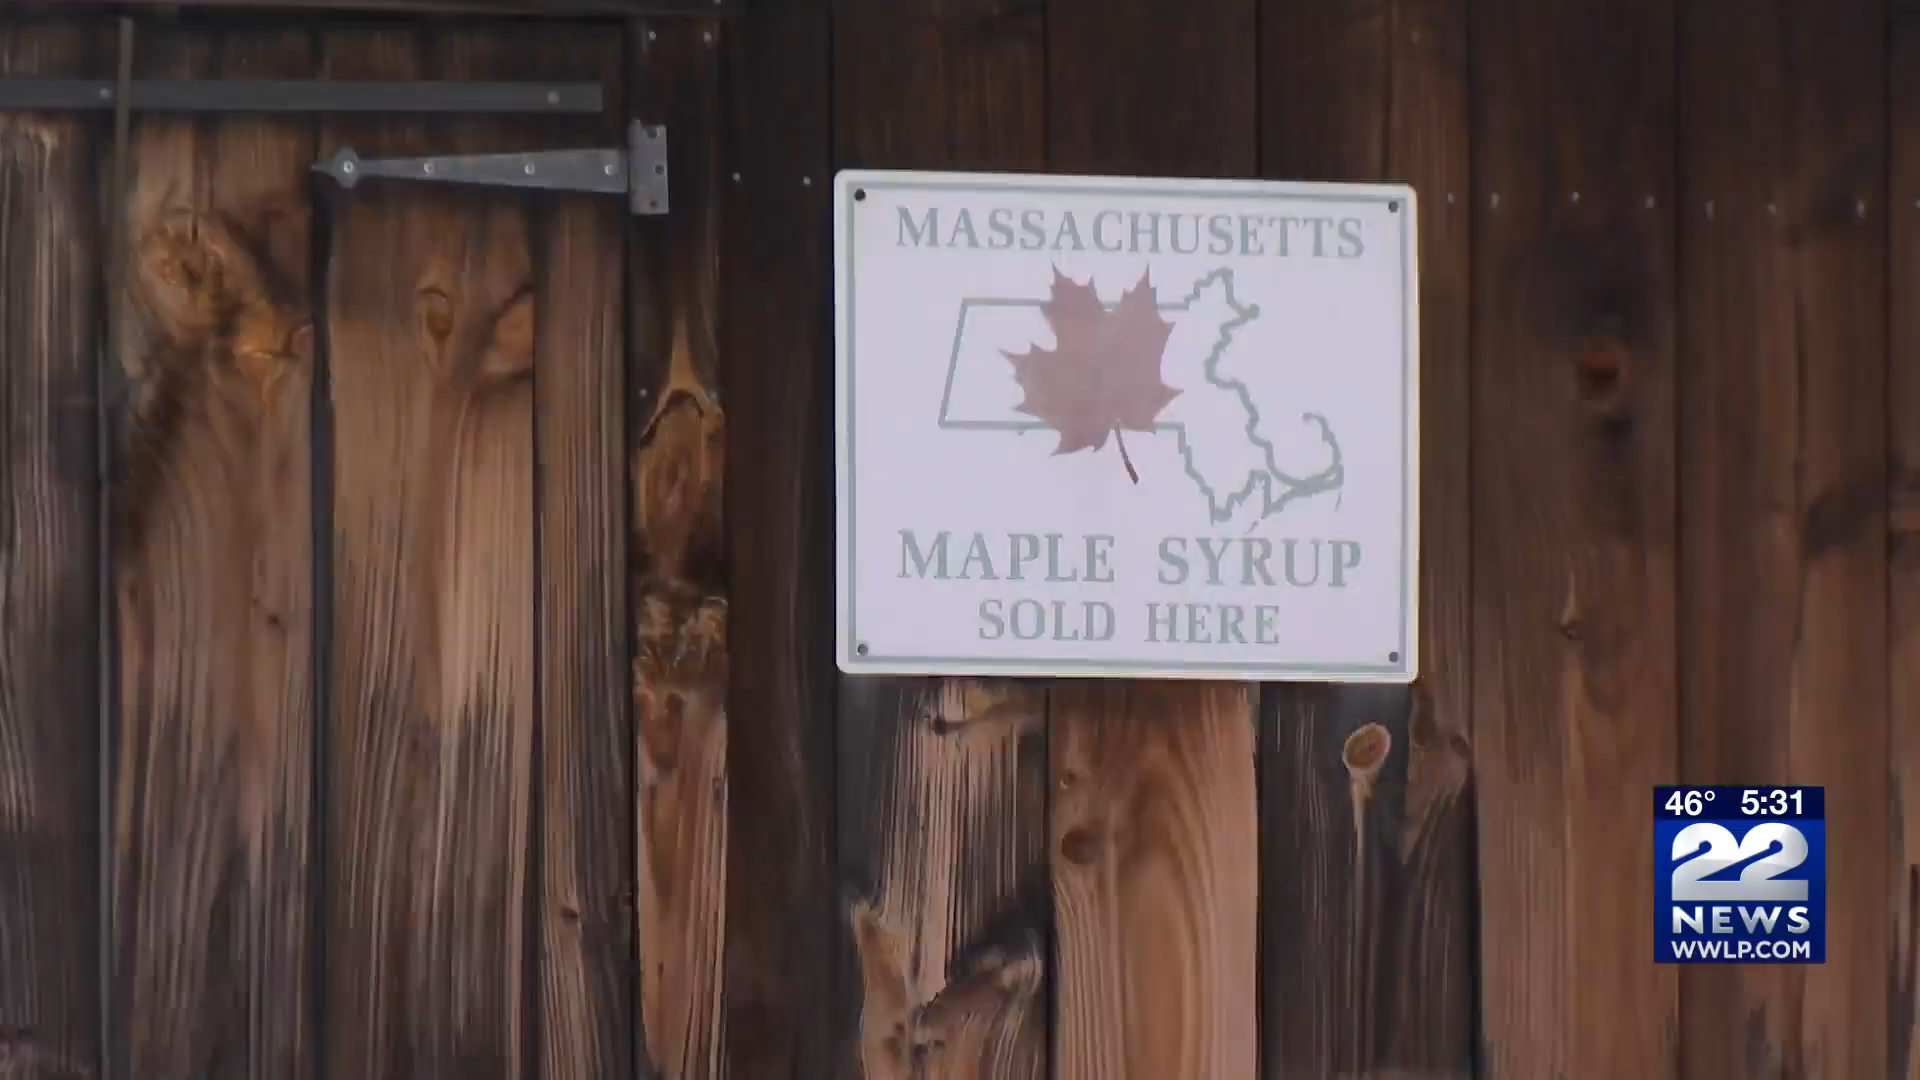 MASSACHUSETTS
MAPLE SYRUP
SOLD HERE
46° 5:31
22
NEWS
WWLP.COM